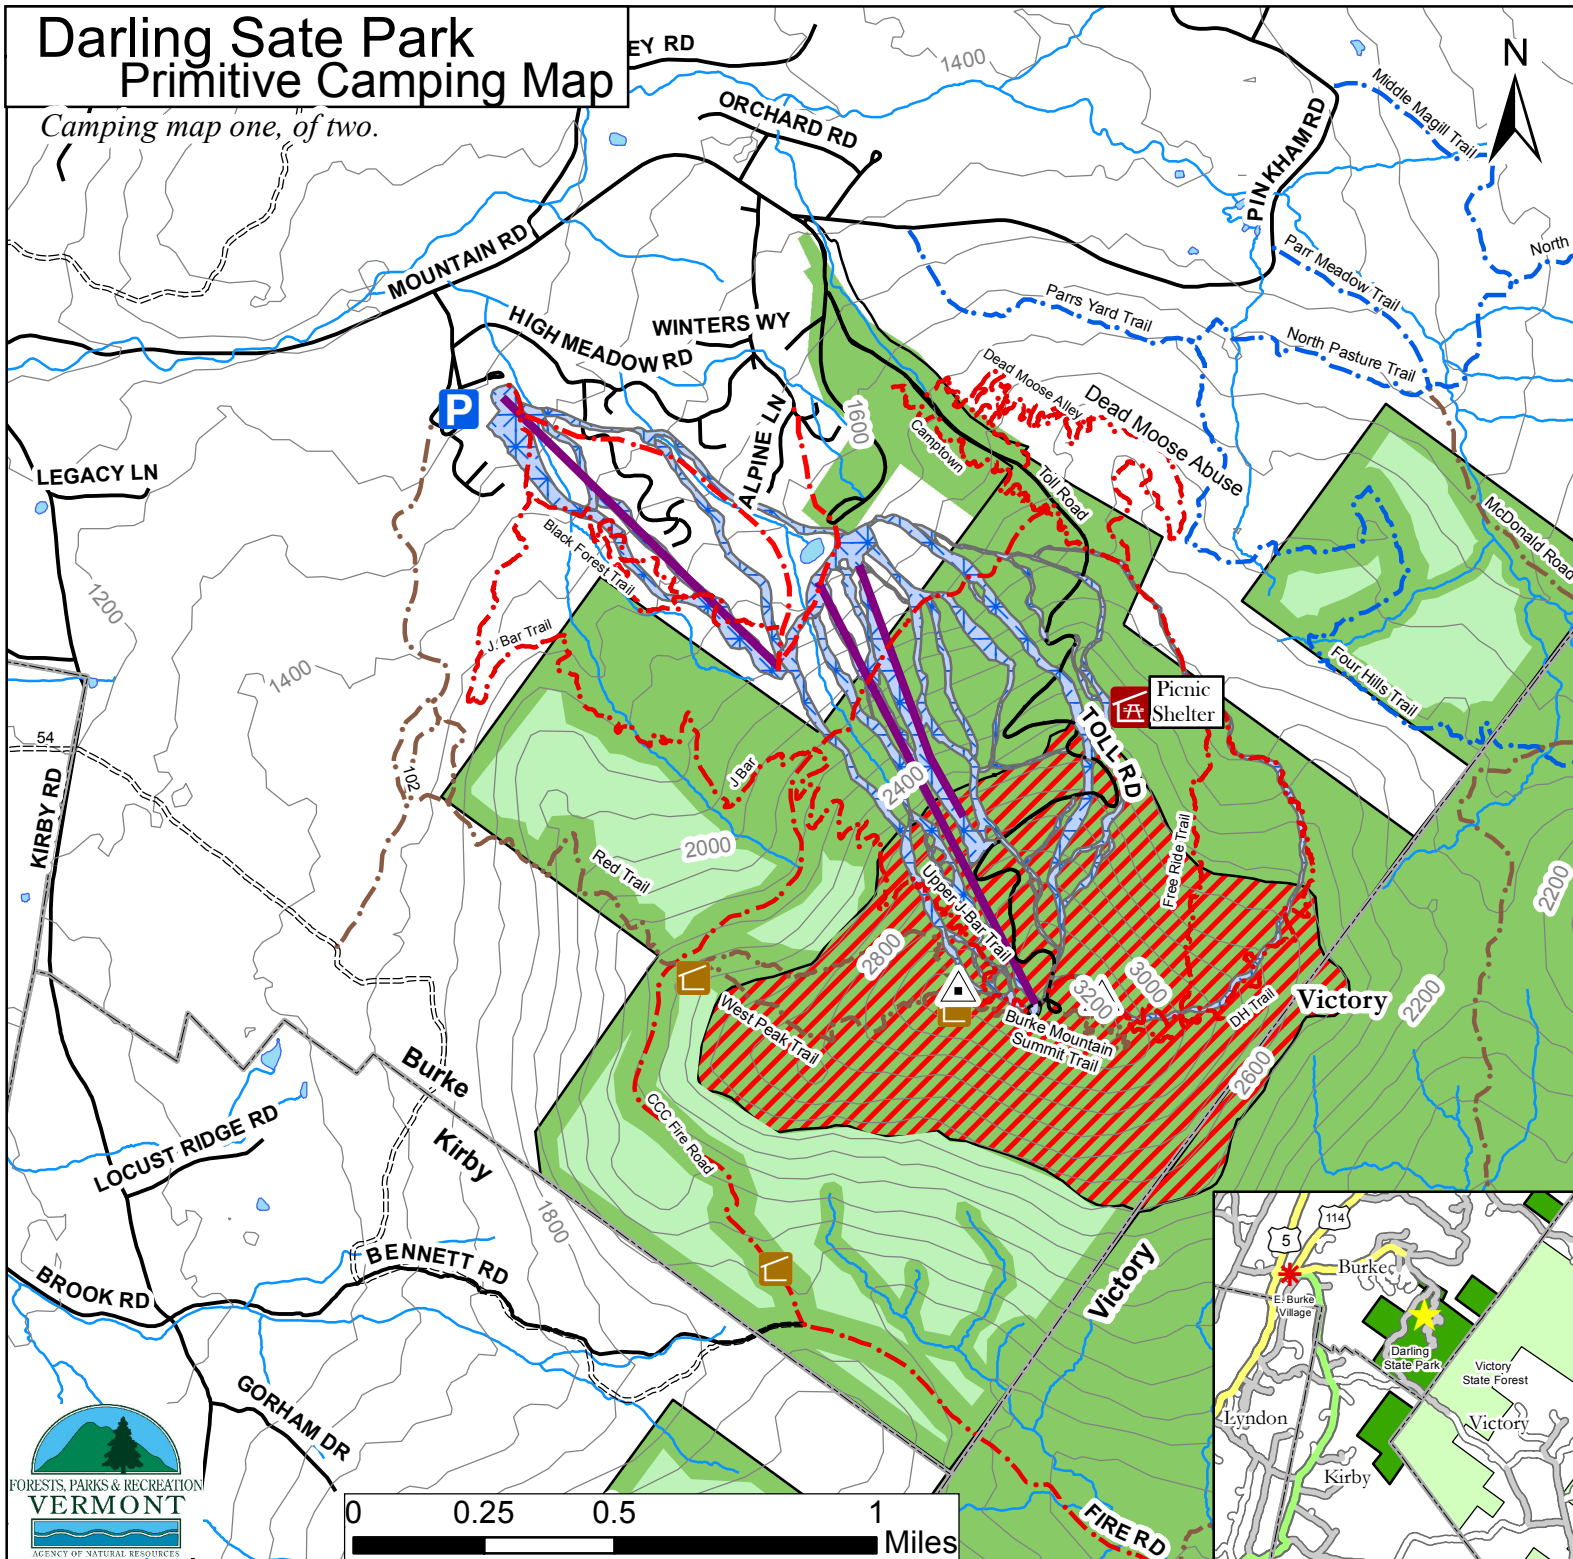 Darling Sate Park
Primitive Camping Map
Camping map one, of two.
EY RD
1400
ORCHARD RD
PINKHAM RD
Middle Magill Trail
N
North
MOUNTAIN RD
HIGH MEADOW RD
WINTERS WY
ALPINE LN
1600
Parr Meadow Trail
Parrs Yard Trail
North Pasture Trail
Dead Moose Alley
Dead Moose Abuse
Camptown
Toll Road
McDonald Road
P
LEGACY LN
Black Forest Trail
J. Bar Trail
1200
1400
54
102
KIRBY RD
Four Hills Trail
Picnic
Shelter
TOLL RD
2400
J Bar
2000
Red Trail
Free Ride Trail
Upper J-Bar Trail
2200
2800
3000
3200
West Peak Trail
Burke Mountain
Summit Trail
DH Trail
Victory
2200
2600
Burke
Kirby
CCC Fire Road
LOCUST RIDGE RD
1800
BENNETT RD
BROOK RD
Victory
GORHAM DR
FIRE RD
FORESTS, PARKS & RECREATION
VERMONT
AGENCY OF NATURAL RESOURCES
0 0.25 0.5 1
Miles
114
5
Burke
E. Burke
Village
Darling
State Park
Victory
State Forest
Lyndon
Victory
Kirby